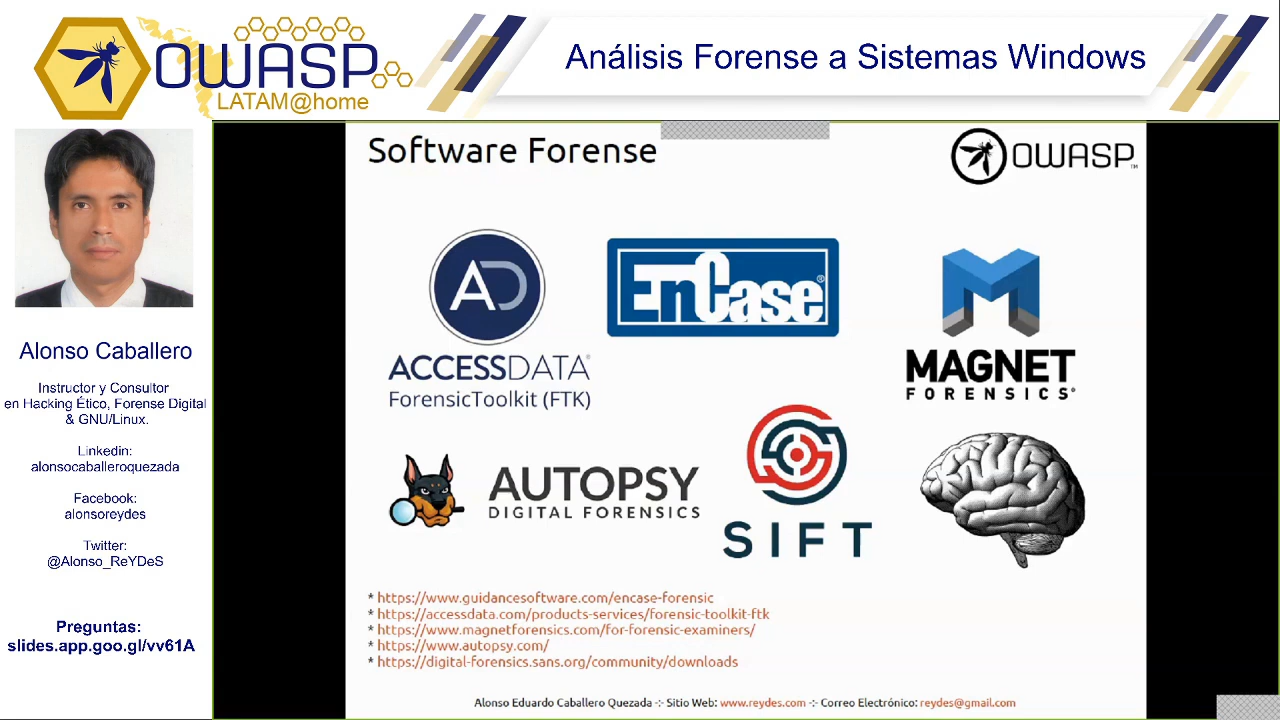 OWASP
LATAM@home
Análisis Forense a Sistemas Windows
Alonso Caballero
Instructor y Consultor
en Hacking Ético, Forense Digital
& GNU/Linux.
Linkedin:
alonsocaballeroquezada
Facebook:
alonsoreydes
Twitter:
@Alonso_ReYDeS
Preguntas:
slides.app.goo.gl/vv61A
Software Forense
OWASP™
AD
ACCESSDATA®
ForensicToolkit (FTK)
EnCase®
MAGNET
FORENSICS®
AUTOPSY
DIGITAL FORENSICS
SIFT
* https://www.guidancesoftware.com/encase-forensic
* https://accessdata.com/products-services/forensic-toolkit-ftk
* https://www.magnetforensics.com/for-forensic-examiners/
* https://www.autopsy.com/
* https://digital-forensics.sans.org/community/downloads
Alonso Eduardo Caballero Quezada -:- Sitio Web: www.reydes.com -:- Correo Electrónico: reydes@gmail.com